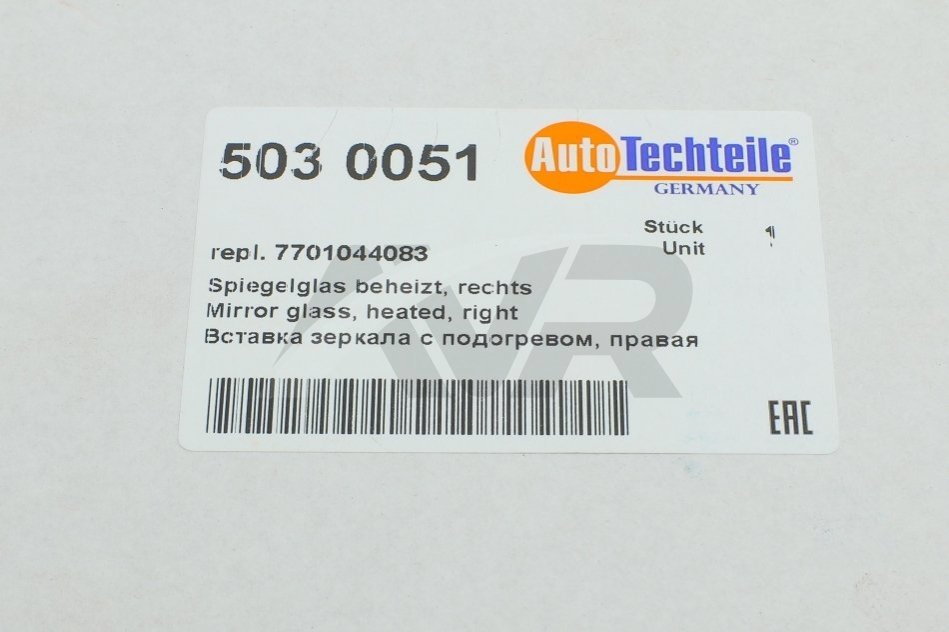 503 0051
AutoTechteile®
GERMANY
Stück 1
Unit
repl. 7701044083
Spiegelglas beheizt, rechts
Mirror glass, heated, right
Вставка зеркала с подогревом, правая
EAC